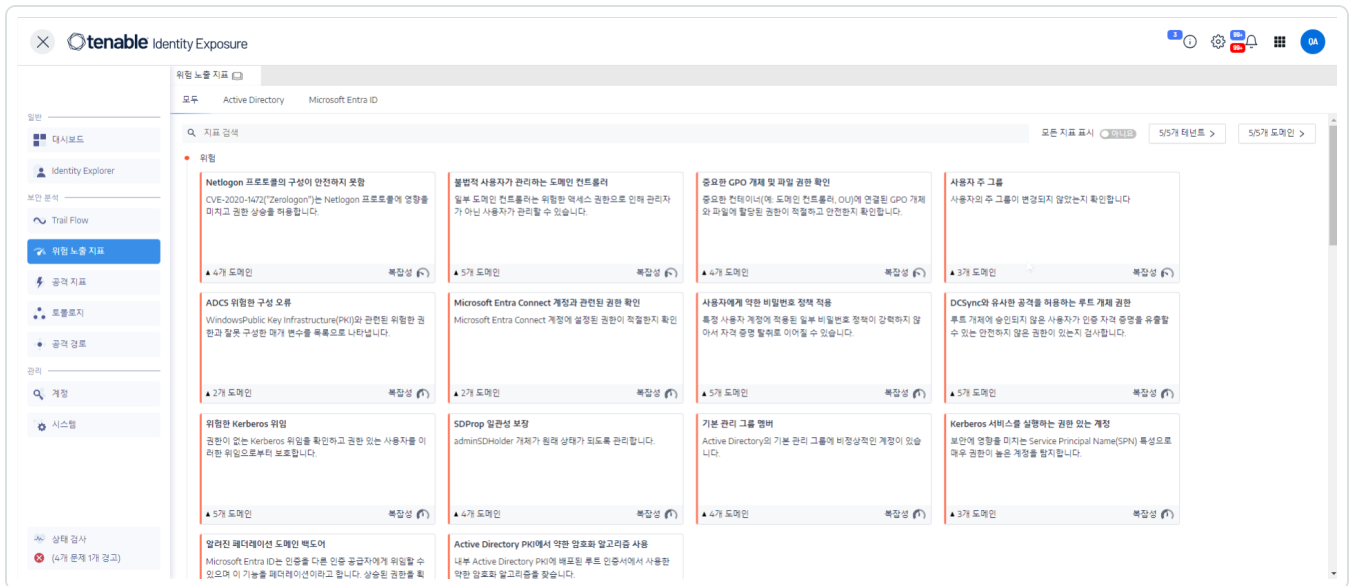 tenable Identity Exposure
3
99+
99+
QA
위험 노출 지표
모두 Active Directory Microsoft Entra ID
일반
대시보드
Identity Explorer
보안 분석
Trail Flow
위험 노출 지표
공격 지표
토폴로지
공격 경로
관리
계정
시스템
상태 검사
(4개 문제 1개 경고)
지표 검색
모든 지표 표시 아니요 5/5개 테넌트 > 5/5개 도메인 >
위험
Netlogon 프로토콜의 구성이 안전하지 못함
CVE-2020-1472("Zerologon")는 Netlogon 프로토콜에 영향을
미치고 권한 상승을 허용합니다.
4개 도메인 복잡성
불법적 사용자가 관리하는 도메인 컨트롤러
일부 도메인 컨트롤러는 위험한 액세스 권한으로 인해 관리자
가 아닌 사용자가 관리할 수 있습니다.
5개 도메인 복잡성
중요한 GPO 개체 및 파일 권한 확인
중요한 컨테이너(예: 도메인 컨트롤러, OU)에 연결된 GPO 개체
와 파일에 할당된 권한이 적절하고 안전한지 확인합니다.
4개 도메인 복잡성
사용자 주 그룹
사용자의 주 그룹이 변경되지 않았는지 확인합니다
3개 도메인 복잡성
ADCS 위험한 구성 오류
WindowsPublic Key Infrastructure(PKI)와 관련된 위험한 권
한과 잘못 구성한 매개 변수를 목록으로 나타냅니다.
2개 도메인 복잡성
Microsoft Entra Connect 계정과 관련된 권한 확인
Microsoft Entra Connect 계정에 설정된 권한이 적절한지 확인
2개 도메인 복잡성
사용자에게 약한 비밀번호 정책 적용
특정 사용자 계정에 적용된 일부 비밀번호 정책이 강력하지 않
아서 자격 증명 탈취로 이어질 수 있습니다.
5개 도메인 복잡성
DCSync와 유사한 공격을 허용하는 루트 개체 권한
루트 개체에 승인되지 않은 사용자가 인증 자격 증명을 유출할
수 있는 안전하지 않은 권한이 있는지 검사합니다.
5개 도메인 복잡성
위험한 Kerberos 위임
권한이 없는 Kerberos 위임을 확인하고 권한 있는 사용자를 이
러한 위임으로부터 보호합니다.
5개 도메인 복잡성
SDProp 일관성 보장
adminSDHolder 개체가 원래 상태가 되도록 관리합니다.
4개 도메인 복잡성
기본 관리 그룹 멤버
Active Directory의 기본 관리 그룹에 비정상적인 계정이 있습
니다.
4개 도메인 복잡성
Kerberos 서비스를 실행하는 권한 있는 계정
보안에 영향을 미치는 Service Principal Name(SPN) 특성으로
매우 권한이 높은 계정을 탐지합니다.
3개 도메인 복잡성
알려진 페더레이션 도메인 백도어
Microsoft Entra ID는 인증을 다른 인증 공급자에게 위임할 수
있으며 이 기능을 페더레이션이라고 합니다. 상승된 권한을 획
Active Directory PKI에서 약한 암호화 알고리즘 사용
내부 Active Directory PKI에 배포된 루트 인증서에서 사용한
약한 암호화 알고리즘을 찾습니다.